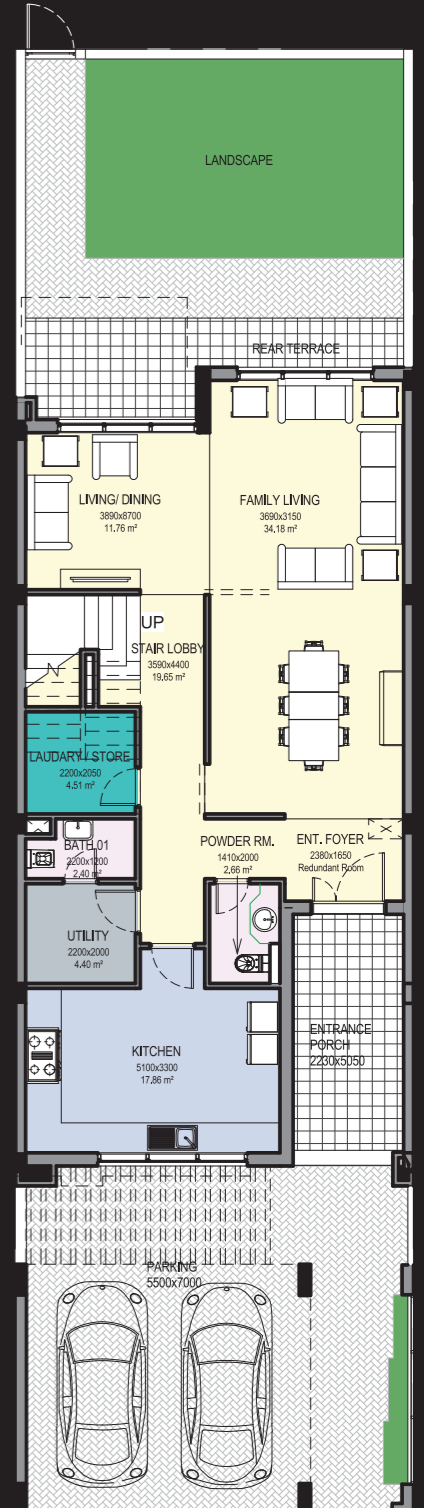 LANDSCAPE
REAR TERRACE
LIVING/ DINING
3890x8700
11.76 m²
FAMILY LIVING
3690x3150
34.18 m²
UP
STAIR LOBBY
3590x4400
19.65 m²
LAUDARY / STORE
2200x2050
4.51 m²
BATH 01
2200x1200
2.40 m²
POWDER RM.
1410x2000
2.66 m²
ENT. FOYER
2380x1650
Redundant Room
UTILITY
2200x2000
4.40 m²
KITCHEN
5100x3300
17.86 m²
ENTRANCE
PORCH
2230x5050
PARKING
5500x7000